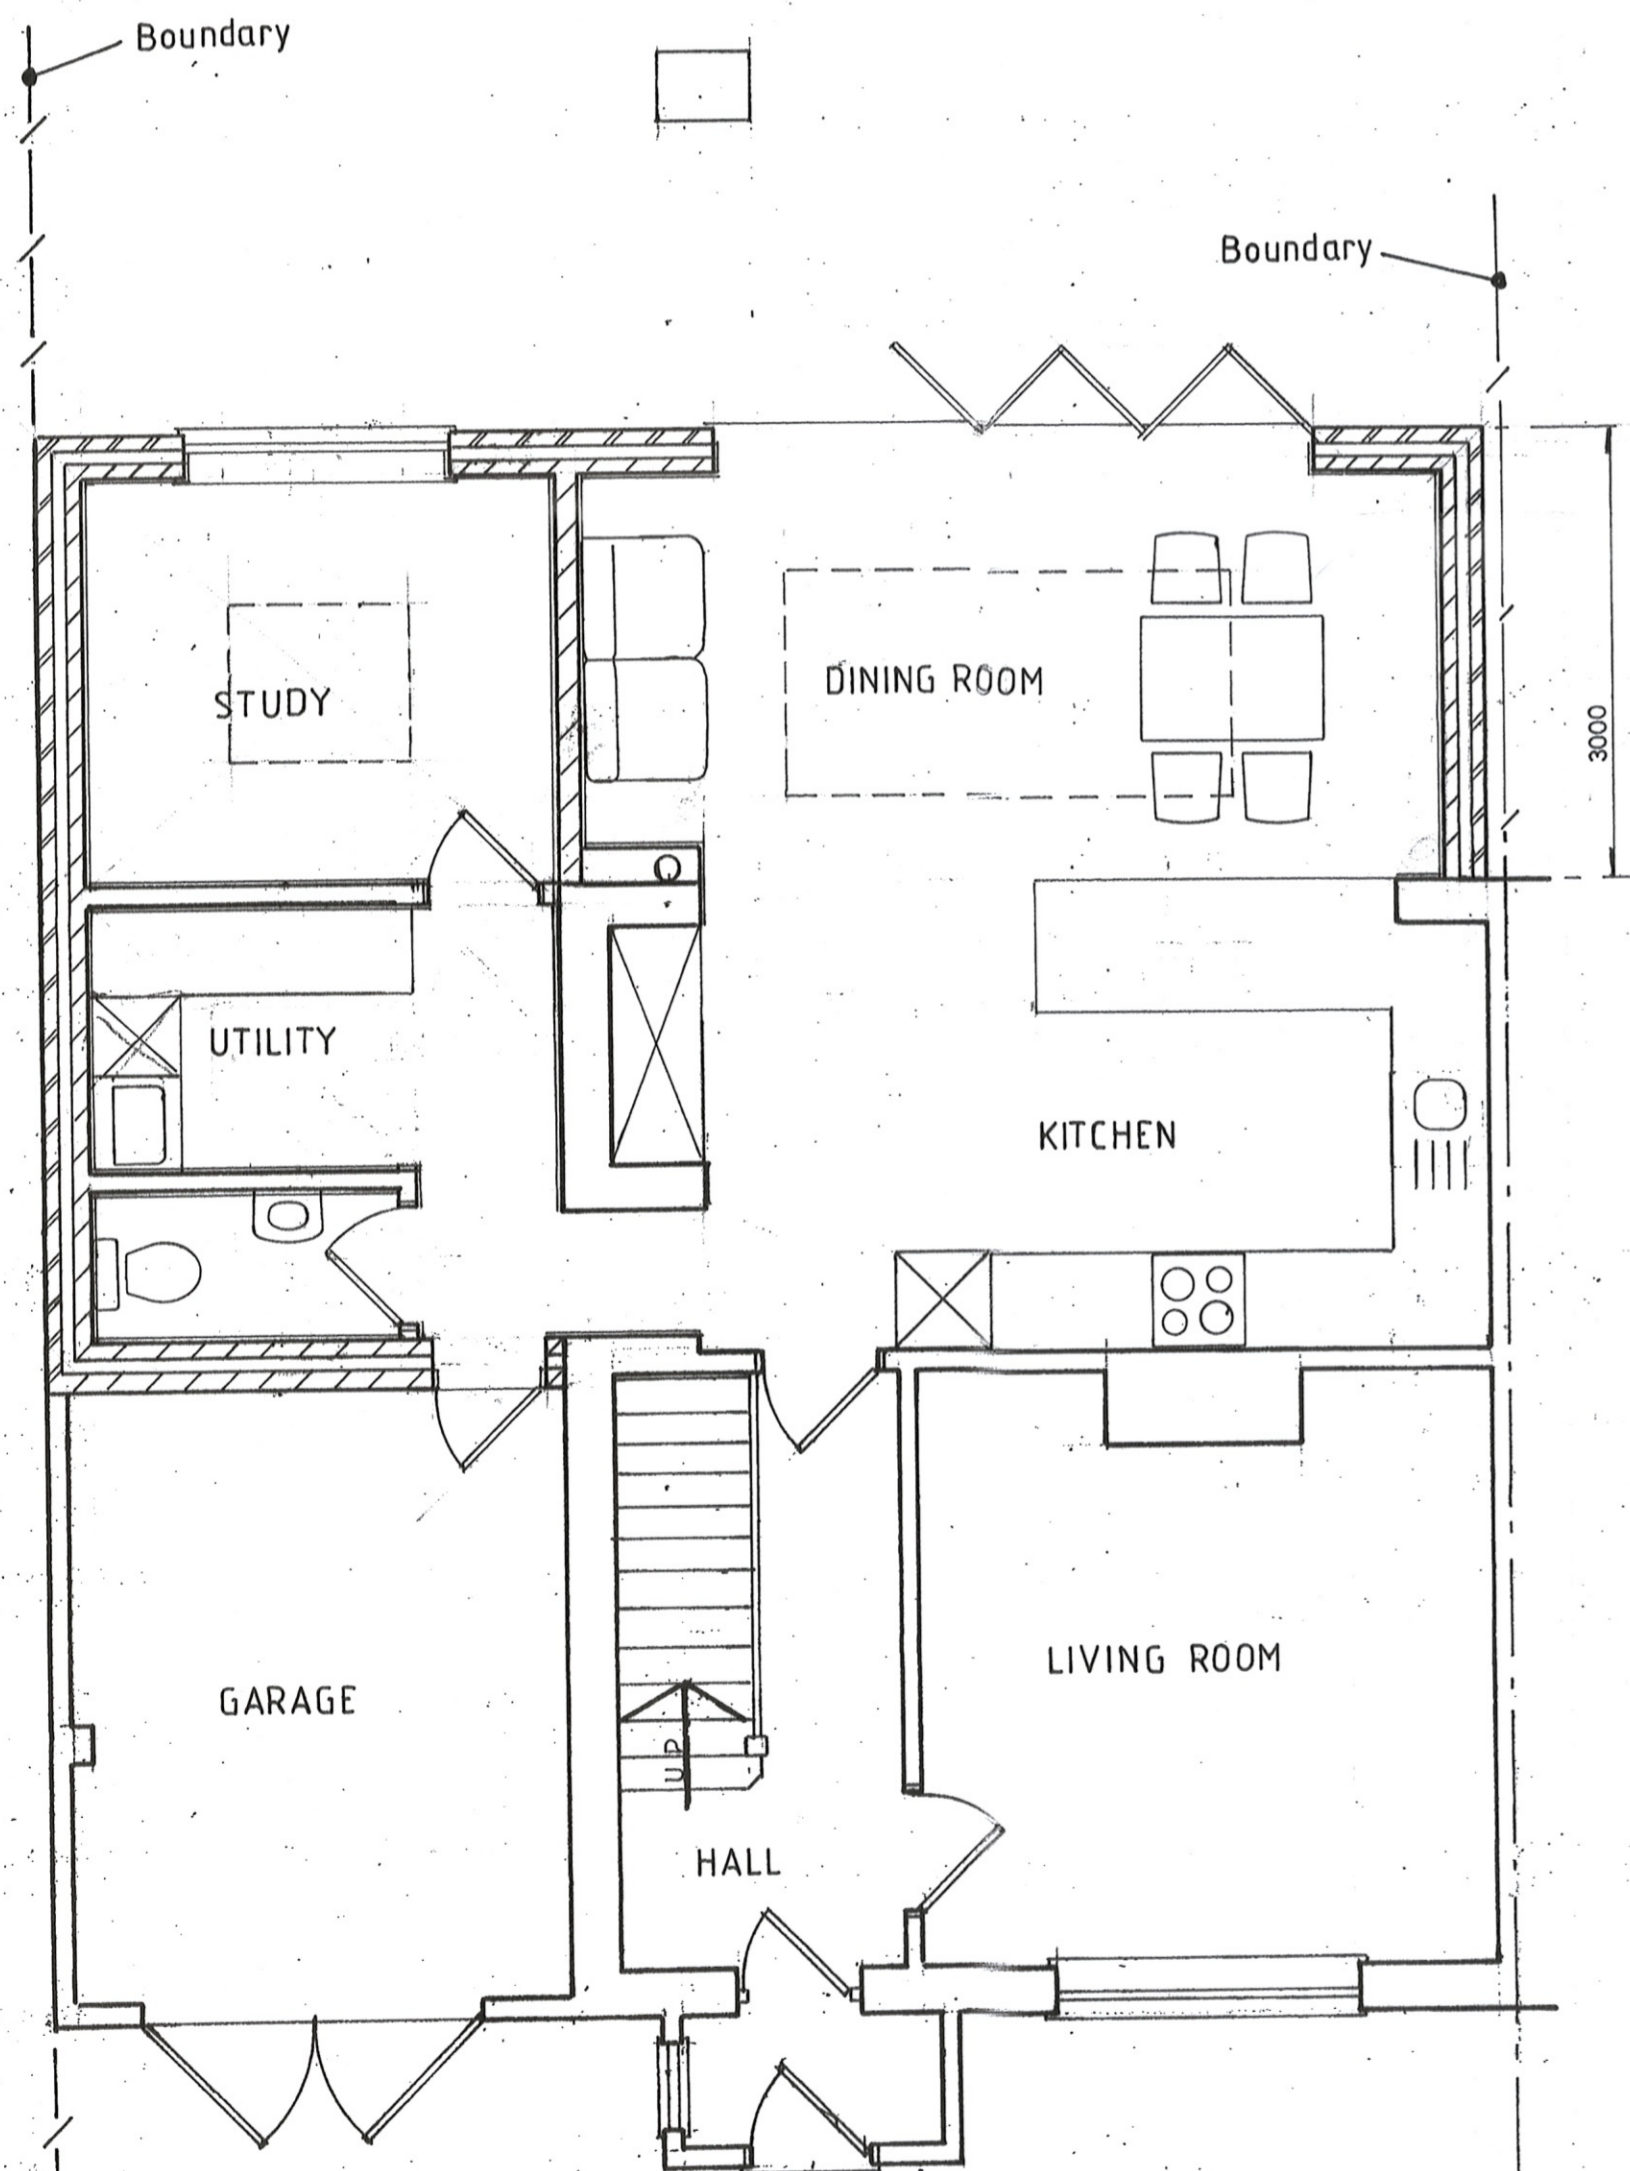 Boundary
Boundary
STUDY
DINING ROOM
3000
UTILITY
KITCHEN
GARAGE
LIVING ROOM
UP
HALL